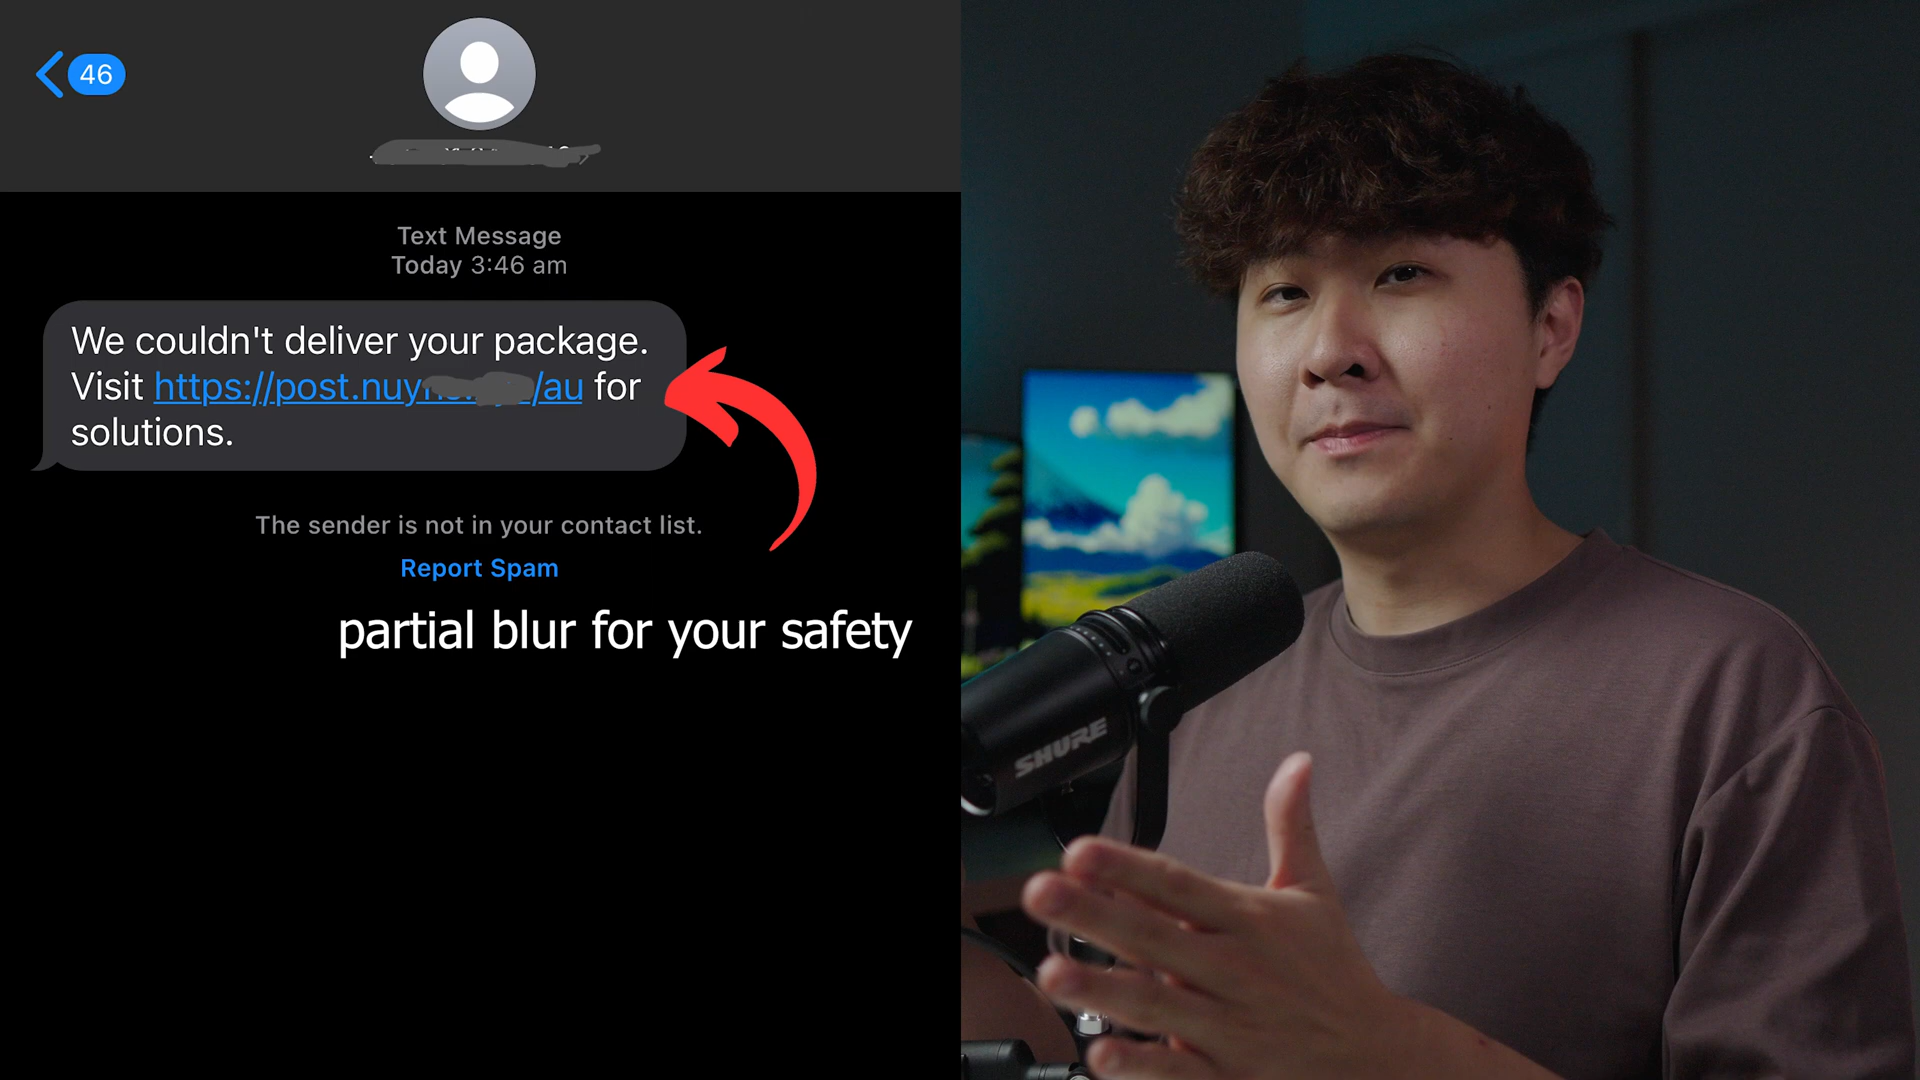 46
Text Message
Today 3:46 am
We couldn't deliver your package.
Visit https://post.nuy /au for
solutions.
The sender is not in your contact list.
Report Spam
partial blur for your safety
SHURE